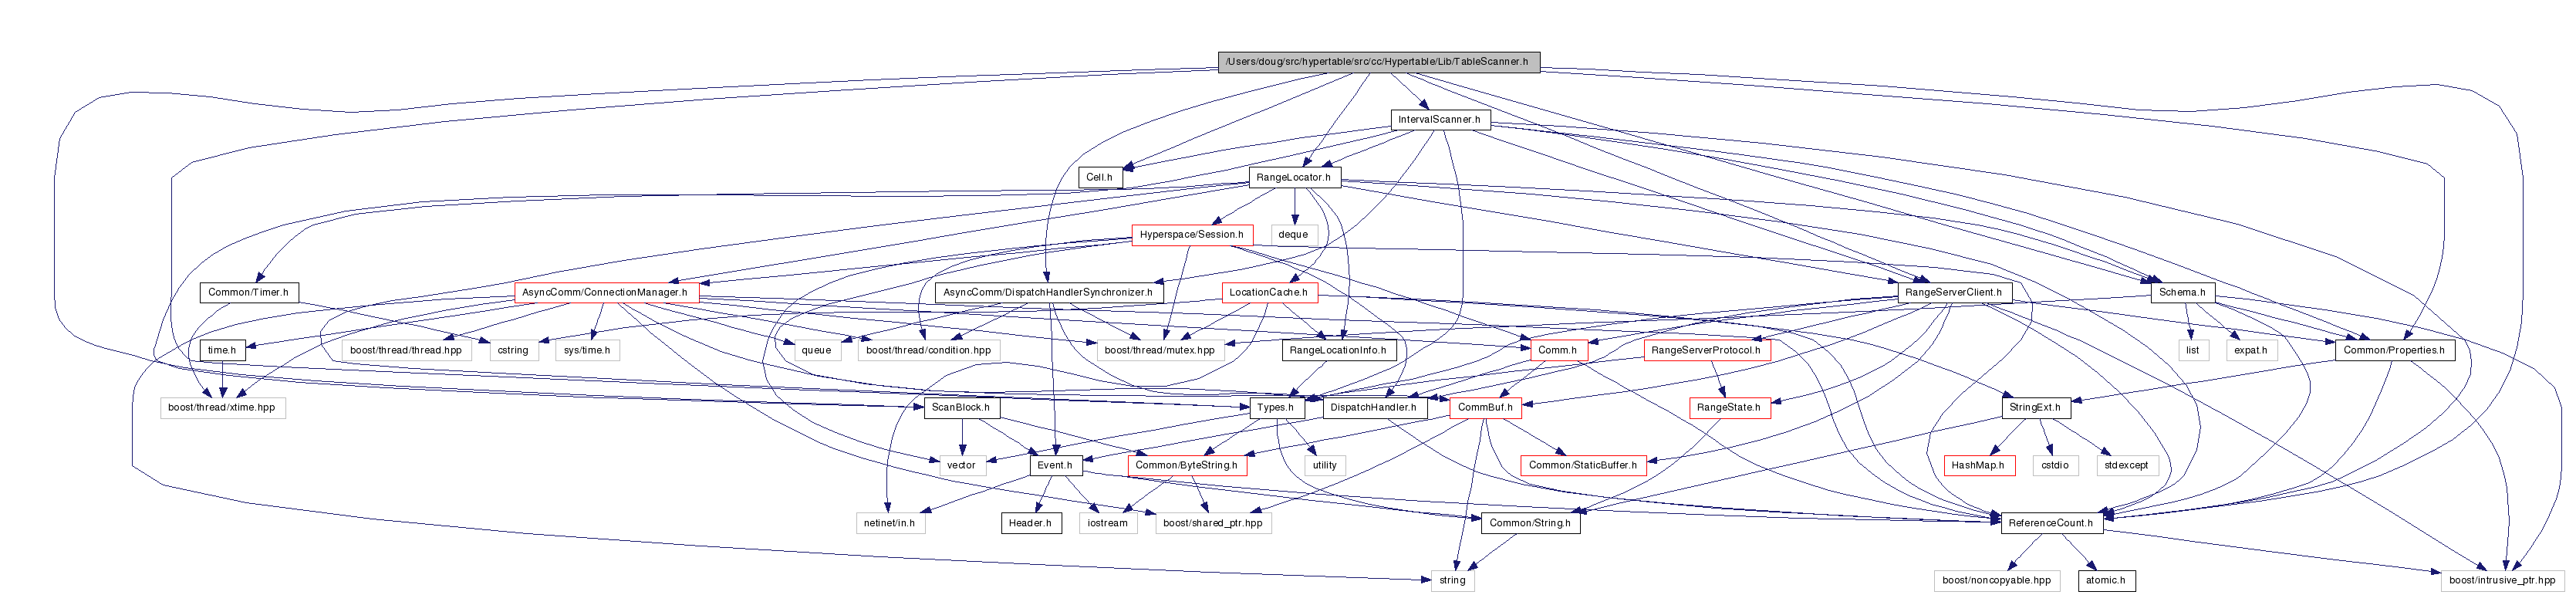 /Users/doug/src/hypertable/src/cc/Hypertable/Lib/TableScanner.h
IntervalScanner.h
Cell.h
RangeLocator.h
Hyperspace/Session.h
deque
Common/Timer.h
AsyncComm/ConnectionManager.h
AsyncComm/DispatchHandlerSynchronizer.h
LocationCache.h
RangeServerClient.h
Schema.h
time.h
boost/thread/thread.hpp
cstring
sys/time.h
queue
boost/thread/condition.hpp
boost/thread/mutex.hpp
RangeLocationInfo.h
Comm.h
RangeServerProtocol.h
list
expat.h
Common/Properties.h
boost/thread/xtime.hpp
ScanBlock.h
Types.h
DispatchHandler.h
CommBuf.h
RangeState.h
StringExt.h
vector
Event.h
Common/ByteString.h
utility
Common/StaticBuffer.h
HashMap.h
cstdio
stdexcept
netinet/in.h
Header.h
iostream
boost/shared_ptr.hpp
Common/String.h
ReferenceCount.h
string
boost/noncopyable.hpp
atomic.h
boost/intrusive_ptr.hpp